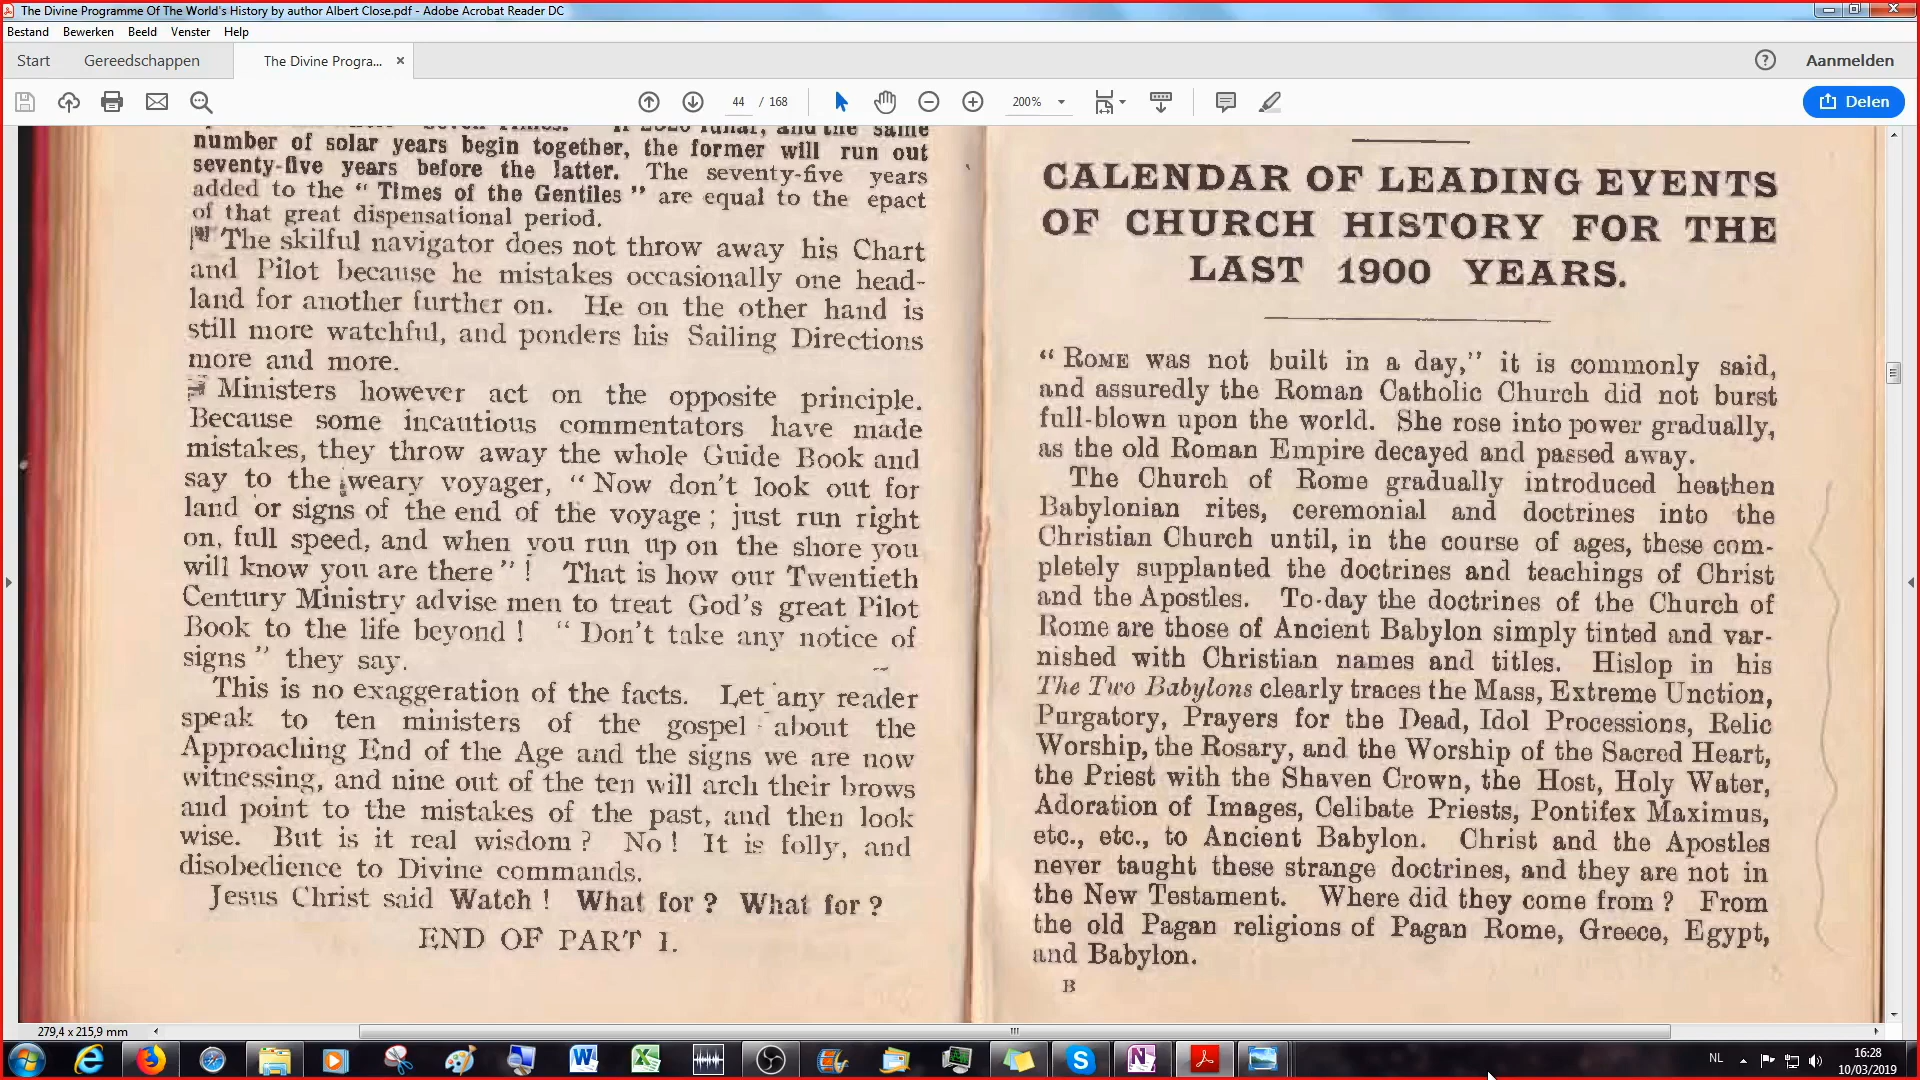 The Divine Programme Of The World's History by author Albert Close.pdf - Adobe Acrobat Reader DC
Bestand Bewerken Beeld Venster Help
Start Gereedschappen The Divine Progra... Aanmelden
44 / 168 200% Delen
number of solar years begin together, the former will run out
seventy-five years before the latter. The seventy-five years
added to the " Times of the Gentiles " are equal to the epact
of that great dispensational period.
The skilful navigator does not throw away his Chart
and Pilot because he mistakes occasionally one head-
land for another further on. He on the other hand is
still more watchful, and ponders his Sailing Directions
more and more.
Ministers however act on the opposite principle.
Because some incautious commentators have made
mistakes, they throw away the whole Guide Book and
say to the weary voyager, " Now don't look out for
land or signs of the end of the voyage ; just run right
on, full speed, and when you run up on the shore you
will know you are there " ! That is how our Twentieth
Century Ministry advise men to treat God's great Pilot
Book to the life beyond ! " Don't take any notice of
signs " they say.
This is no exaggeration of the facts. Let any reader
speak to ten ministers of the gospel about the
Approaching End of the Age and the signs we are now
witnessing, and nine out of the ten will arch their brows
and point to the mistakes of the past, and then look
wise. But is it real wisdom ? No ! It is folly, and
disobedience to Divine commands.
Jesus Christ said Watch ! What for ? What for ?
END OF PART I.
CALENDAR OF LEADING EVENTS
OF CHURCH HISTORY FOR THE
LAST 1900 YEARS.
" ROME was not built in a day," it is commonly said,
and assuredly the Roman Catholic Church did not burst
full-blown upon the world. She rose into power gradually,
as the old Roman Empire decayed and passed away.
The Church of Rome gradually introduced heathen
Babylonian rites, ceremonial and doctrines into the
Christian Church until, in the course of ages, these com-
pletely supplanted the doctrines and teachings of Christ
and the Apostles. To-day the doctrines of the Church of
Rome are those of Ancient Babylon simply tinted and var-
nished with Christian names and titles. Hislop in his
The Two Babylons clearly traces the Mass, Extreme Unction,
Purgatory, Prayers for the Dead, Idol Processions, Relic
Worship, the Rosary, and the Worship of the Sacred Heart,
the Priest with the Shaven Crown, the Host, Holy Water,
Adoration of Images, Celibate Priests, Pontifex Maximus,
etc., etc., to Ancient Babylon. Christ and the Apostles
never taught these strange doctrines, and they are not in
the New Testament. Where did they come from ? From
the old Pagan religions of Pagan Rome, Greece, Egypt,
and Babylon.
B
279,4 x 215,9 mm
NL 16:28
10/03/2019